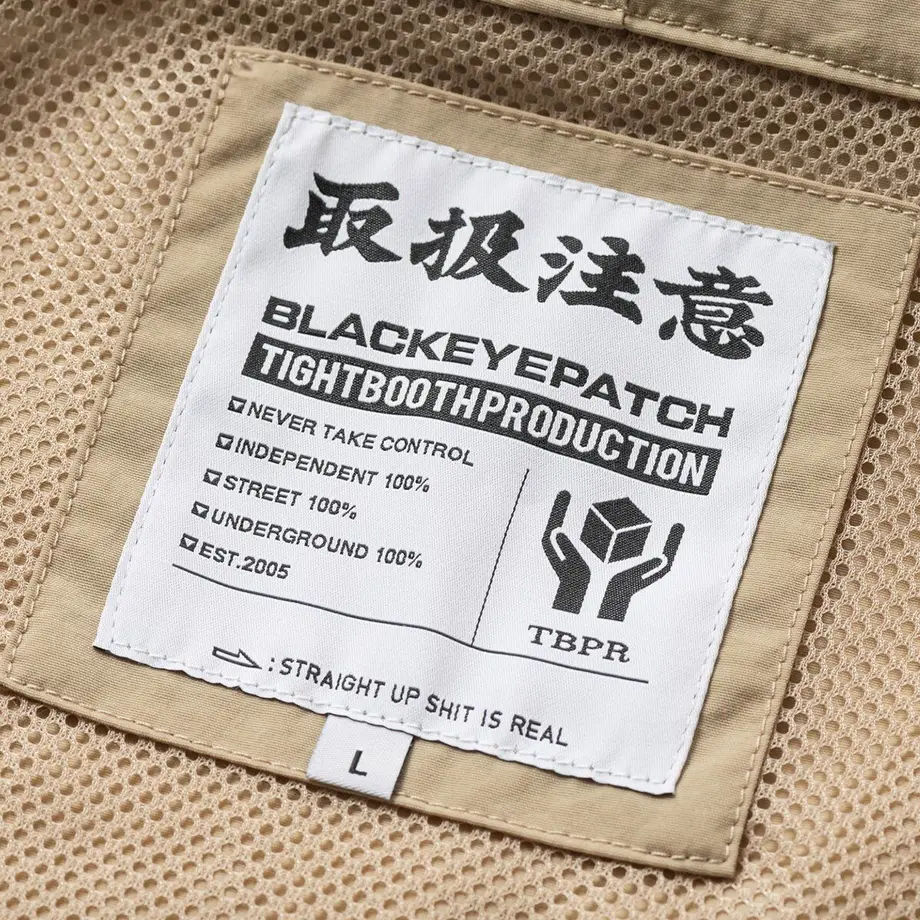 取扱注意
BLACKEYEPATCH
TIGHTBOOTHPRODUCTION
NEVER TAKE CONTROL
INDEPENDENT 100%
STREET 100%
UNDERGROUND 100%
EST.2005
TBPR
:STRAIGHT UP SHIT IS REAL
L